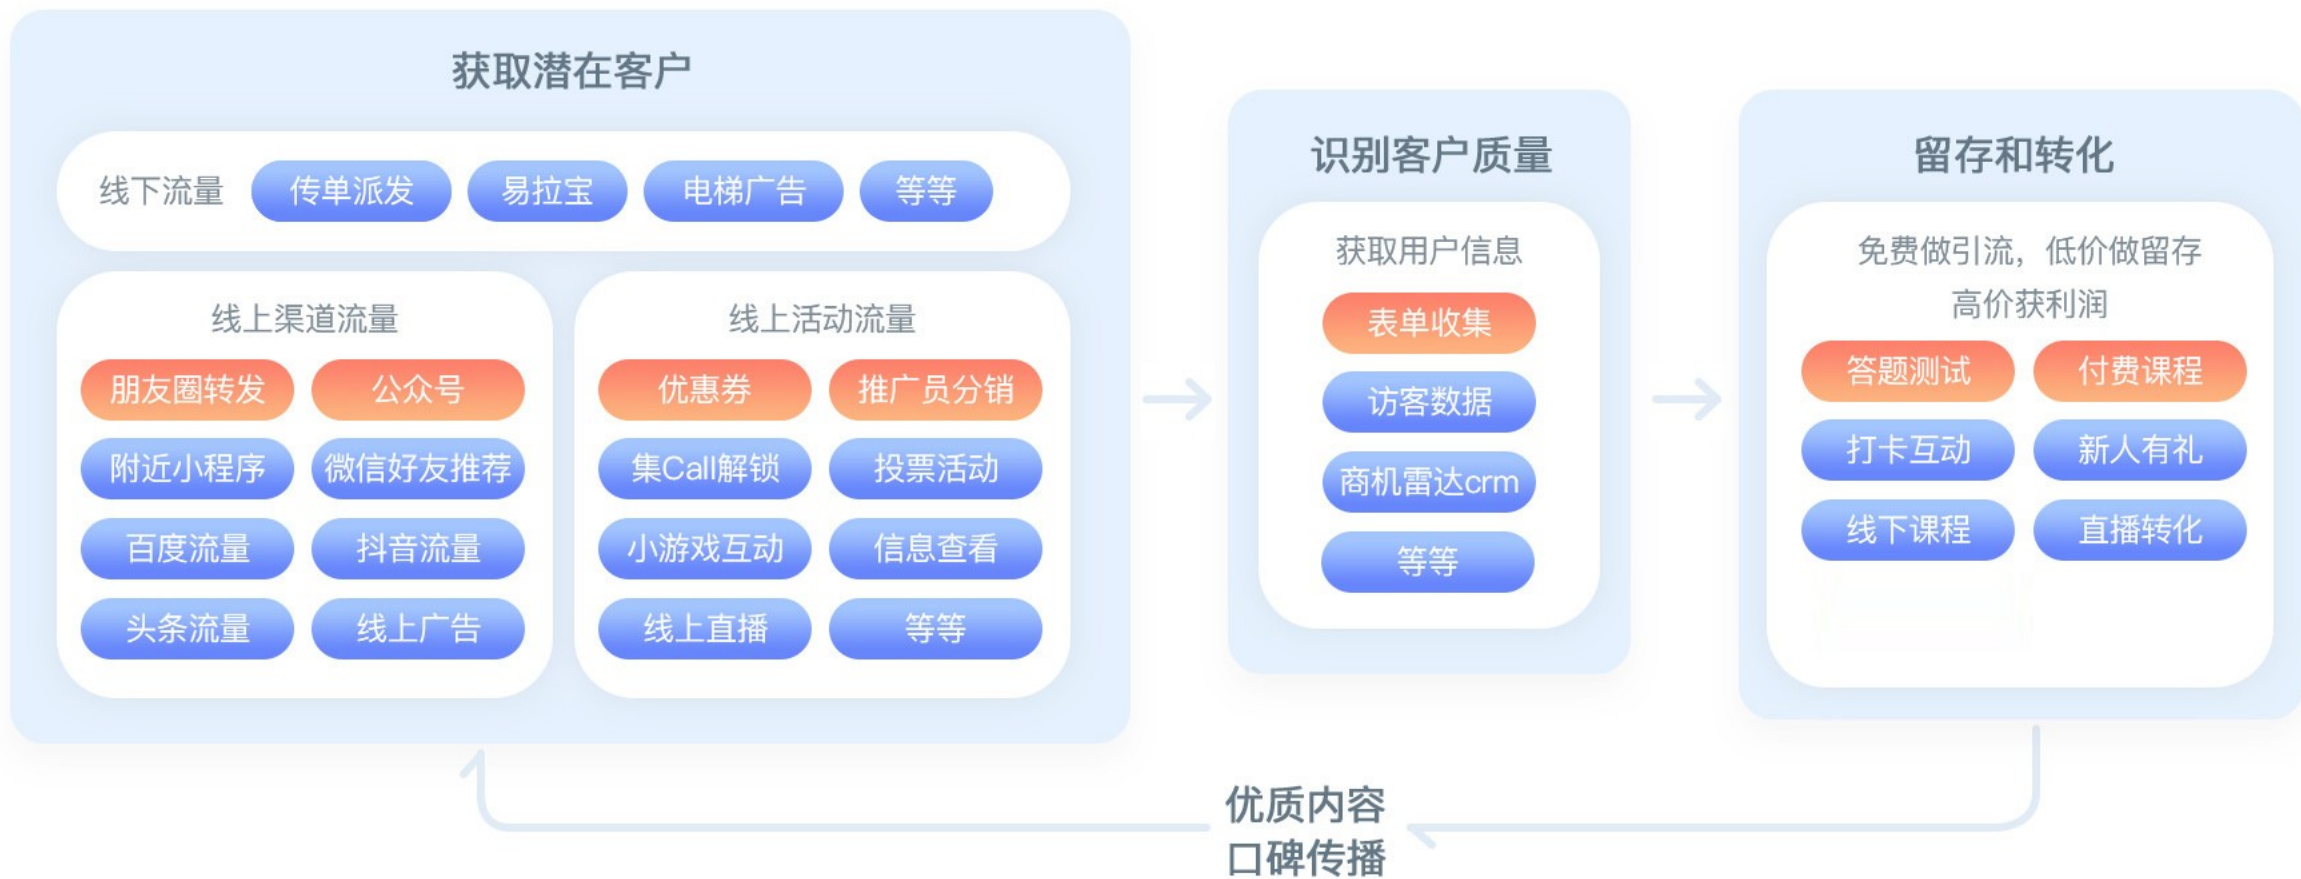 获取潜在客户
线下流量 传单派发 易拉宝 电梯广告 等等
线上渠道流量
朋友圈转发 公众号
附近小程序 微信好友推荐
百度流量 抖音流量
头条流量 线上广告
线上活动流量
优惠券 推广员分销
集Call解锁 投票活动
小游戏互动 信息查看
线上直播 等等
识别客户质量
获取用户信息
表单收集
访客数据
商机雷达crm
等等
留存和转化
免费做引流，低价做留存
高价获利润
答题测试 付费课程
打卡互动 新人有礼
线下课程 直播转化
优质内容
口碑传播